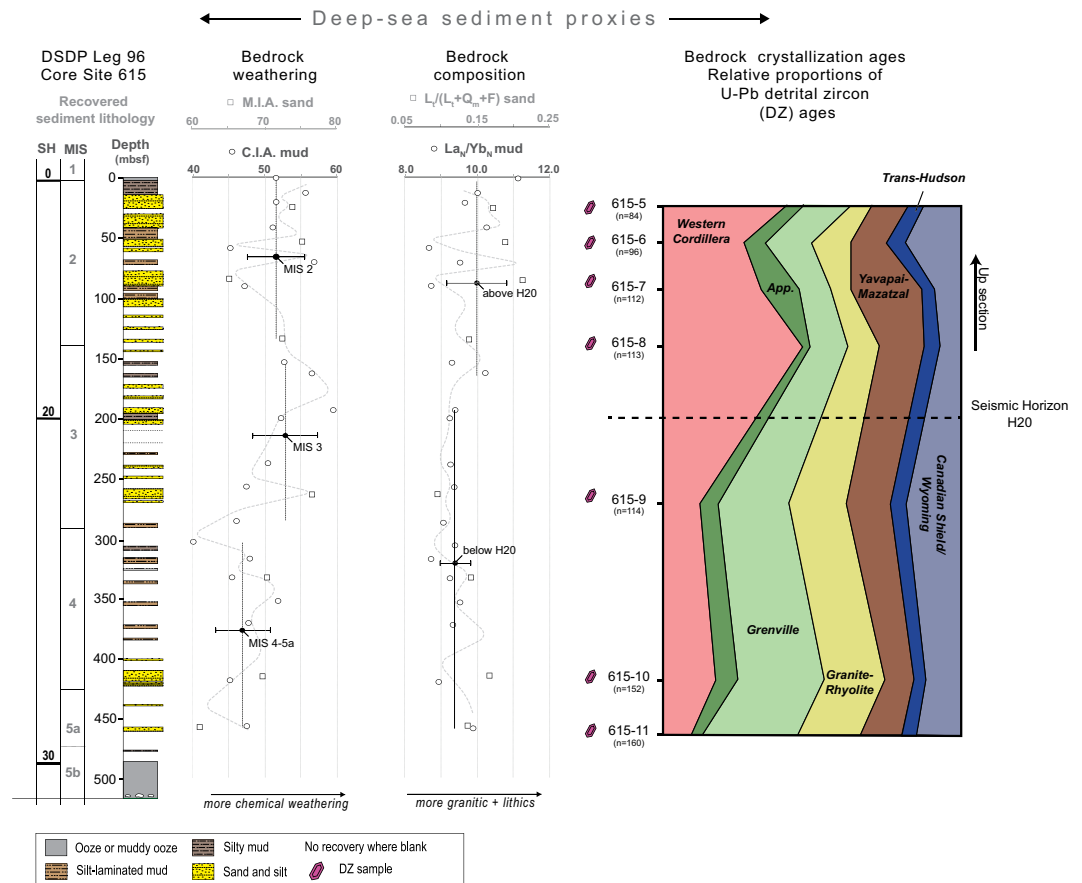 Deep-sea sediment proxies
DSDP Leg 96
Core Site 615
Recovered
sediment lithology
SH MIS Depth
(mbsf)
Bedrock
weathering
M.I.A. sand
60 70 80
C.I.A. mud
40 50 60
Bedrock
composition
Lt/(Lt+Qm+F) sand
0.05 0.15 0.25
LaN/YbN mud
8.0 10.0 12.0
Bedrock crystallization ages
Relative proportions of
U-Pb detrital zircon
(DZ) ages
0
20
30
1
2
3
4
5a
5b
0
50
100
150
200
250
300
350
400
450
500
MIS 2
MIS 3
MIS 4-5a
more chemical weathering
above H20
below H20
more granitic + lithics
615-5
(n=84)
615-6
(n=96)
615-7
(n=112)
615-8
(n=113)
615-9
(n=114)
615-10
(n=152)
615-11
(n=160)
Trans-Hudson
Western
Cordillera
App.
Yavapai-
Mazatzal
Grenville
Granite-
Rhyolite
Canadian Shield/
Wyoming
Up section
Seismic Horizon
H20
Ooze or muddy ooze
Silt-laminated mud
Silty mud
Sand and silt
No recovery where blank
DZ sample